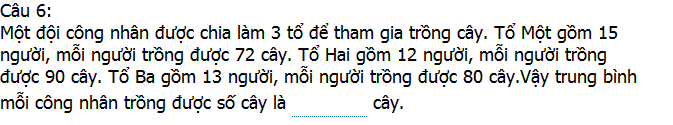 Câu 6:
Một đội công nhân được chia làm 3 tổ để tham gia trồng cây. Tổ Một gồm 15
người, mỗi người trồng được 72 cây. Tổ Hai gồm 12 người, mỗi người trồng
được 90 cây. Tổ Ba gồm 13 người, mỗi người trồng được 80 cây.Vậy trung bình
mỗi công nhân trồng được số cây là cây.